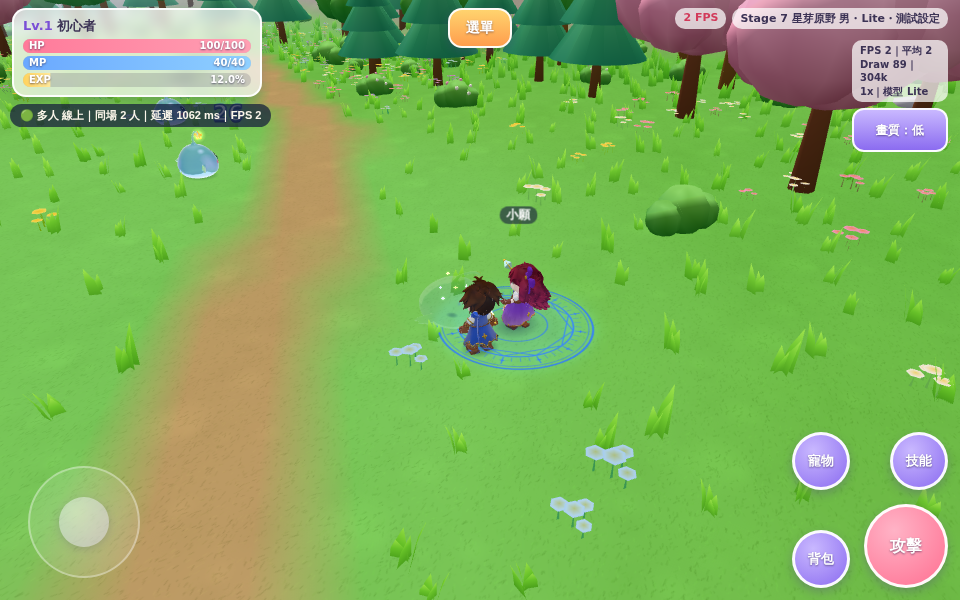 Lv.1 初心者
HP 100/100
MP 40/40
EXP 12.0%
多人 線上｜同場 2 人｜延遲 1062 ms｜FPS 2
選單
2 FPS
Stage 7 星芽原野 男・Lite・測試設定
FPS 2｜平均 2
Draw 89｜
304k
1x｜模型 Lite
畫質：低
小願
寵物
技能
背包
攻擊